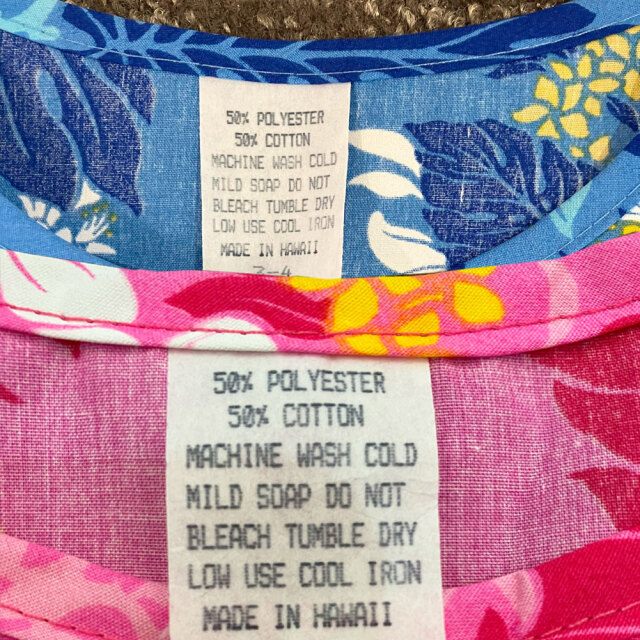 50% POLYESTER
50% COTTON
MACHINE WASH COLD
MILD SOAP DO NOT
BLEACH TUMBLE DRY
LOW USE COOL IRON
MADE IN HAWAII
3-4
50% POLYESTER
50% COTTON
MACHINE WASH COLD
MILD SOAP DO NOT
BLEACH TUMBLE DRY
LOW USE COOL IRON
MADE IN HAWAII